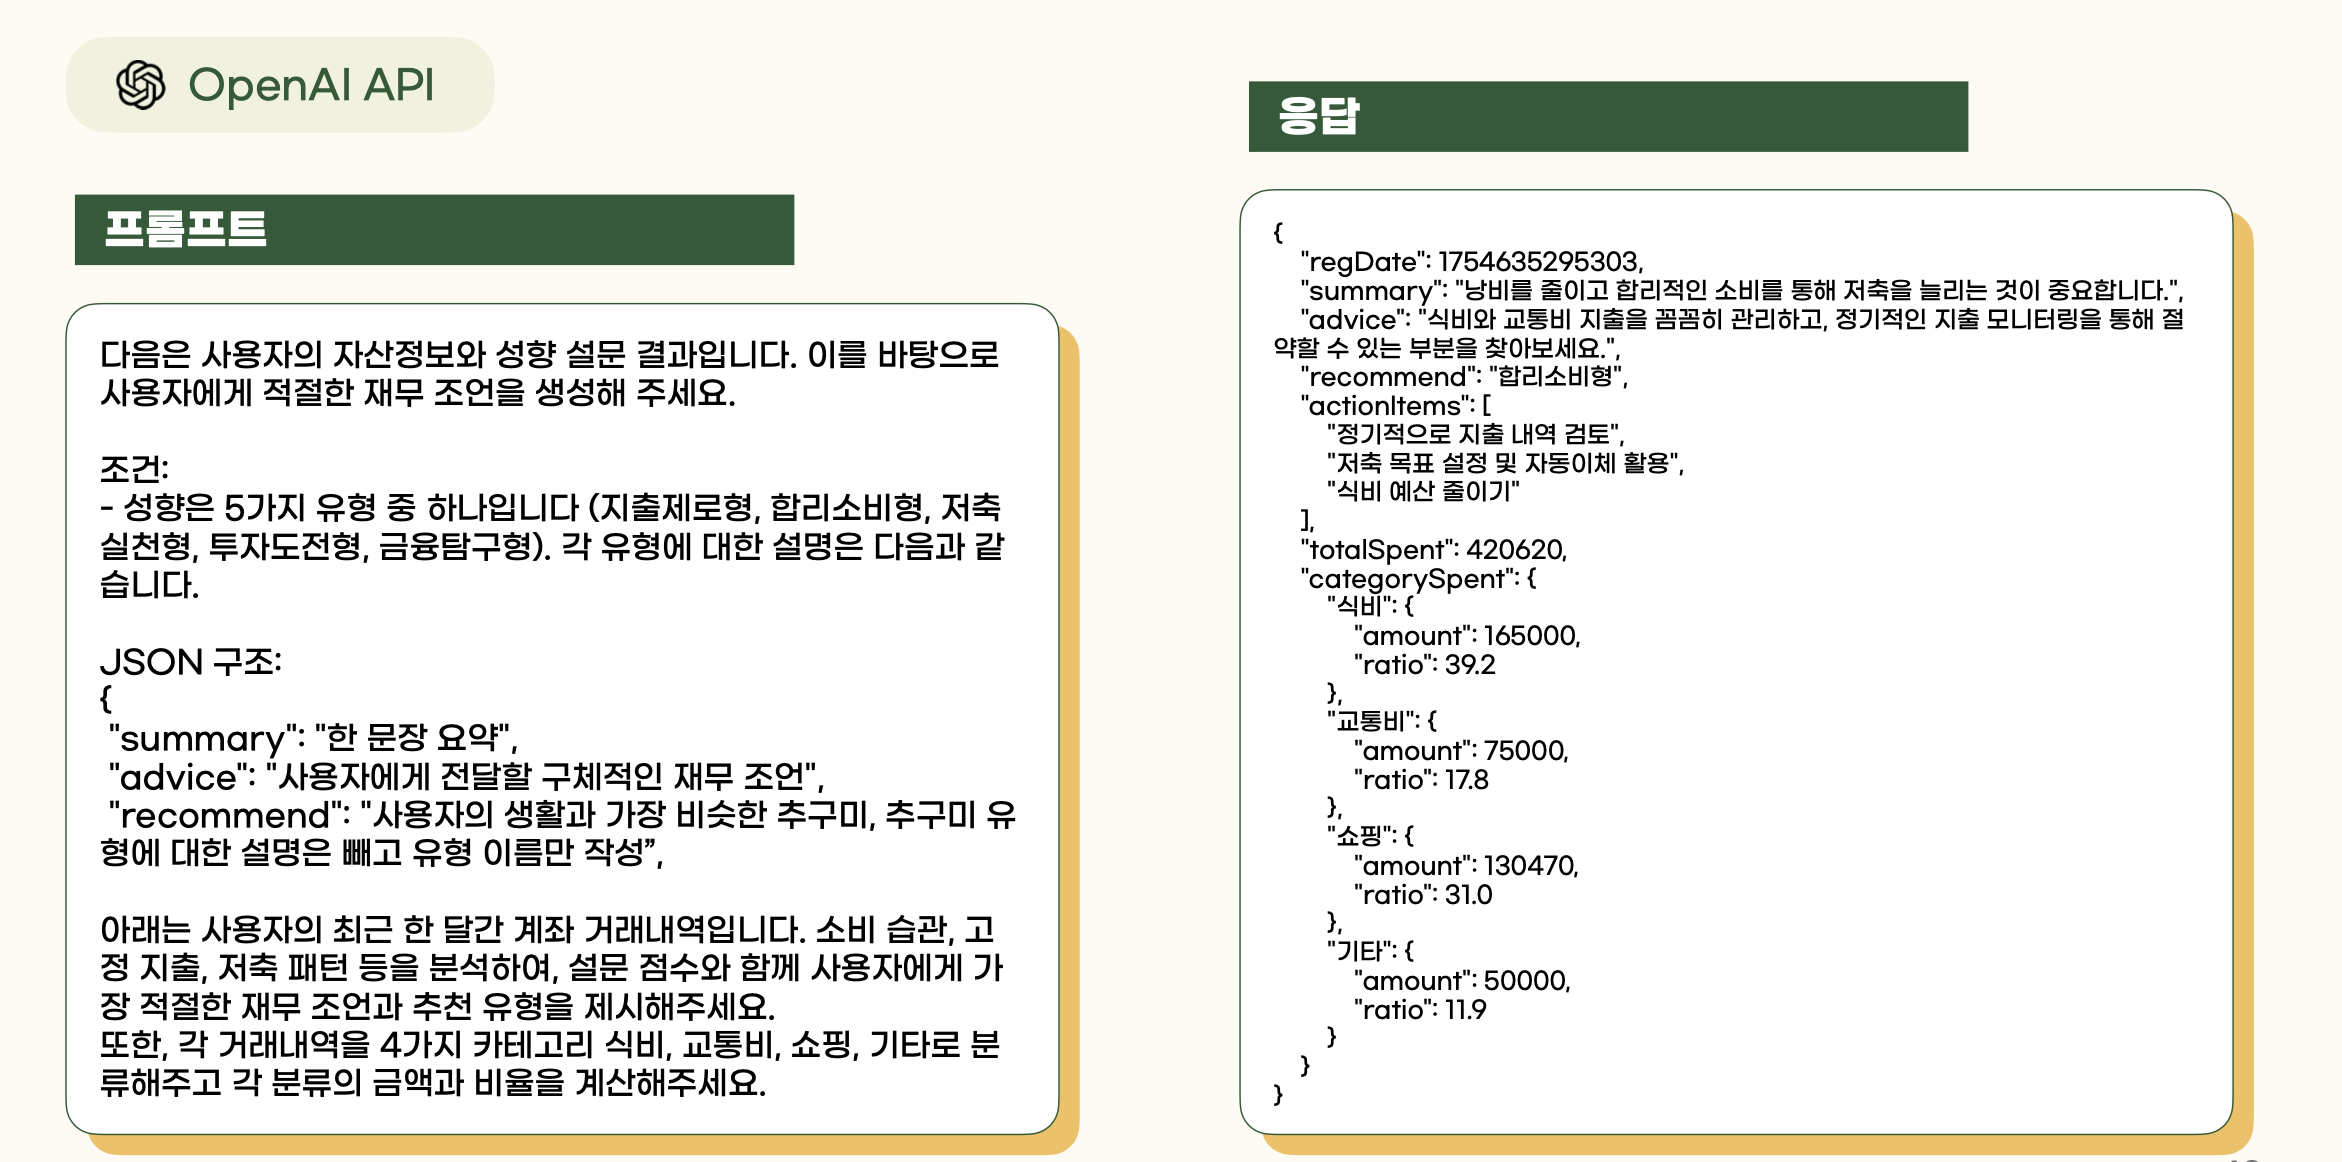 OpenAI API
프롬프트
다음은 사용자의 자산정보와 성향 설문 결과입니다. 이를 바탕으로
사용자에게 적절한 재무 조언을 생성해 주세요.
조건:
- 성향은 5가지 유형 중 하나입니다 (지출제로형, 합리소비형, 저축
실천형, 투자도전형, 금융탐구형). 각 유형에 대한 설명은 다음과 같
습니다.
JSON 구조:
{
"summary": "한 문장 요약",
"advice": "사용자에게 전달할 구체적인 재무 조언",
"recommend": "사용자의 생활과 가장 비슷한 추구미, 추구미 유
형에 대한 설명은 빼고 유형 이름만 작성”,
아래는 사용자의 최근 한 달간 계좌 거래내역입니다. 소비 습관, 고
정 지출, 저축 패턴 등을 분석하여, 설문 점수와 함께 사용자에게 가
장 적절한 재무 조언과 추천 유형을 제시해주세요.
또한, 각 거래내역을 4가지 카테고리 식비, 교통비, 쇼핑, 기타로 분
류해주고 각 분류의 금액과 비율을 계산해주세요.
응답
{
"regDate": 1754635295303,
"summary": "낭비를 줄이고 합리적인 소비를 통해 저축을 늘리는 것이 중요합니다.",
"advice": "식비와 교통비 지출을 꼼꼼히 관리하고, 정기적인 지출 모니터링을 통해 절
약할 수 있는 부분을 찾아보세요.",
"recommend": "합리소비형",
"actionItems": [
"정기적으로 지출 내역 검토",
"저축 목표 설정 및 자동이체 활용",
"식비 예산 줄이기"
],
"totalSpent": 420620,
"categorySpent": {
"식비": {
"amount": 165000,
"ratio": 39.2
},
"교통비": {
"amount": 75000,
"ratio": 17.8
},
"쇼핑": {
"amount": 130470,
"ratio": 31.0
},
"기타": {
"amount": 50000,
"ratio": 11.9
}
}
}